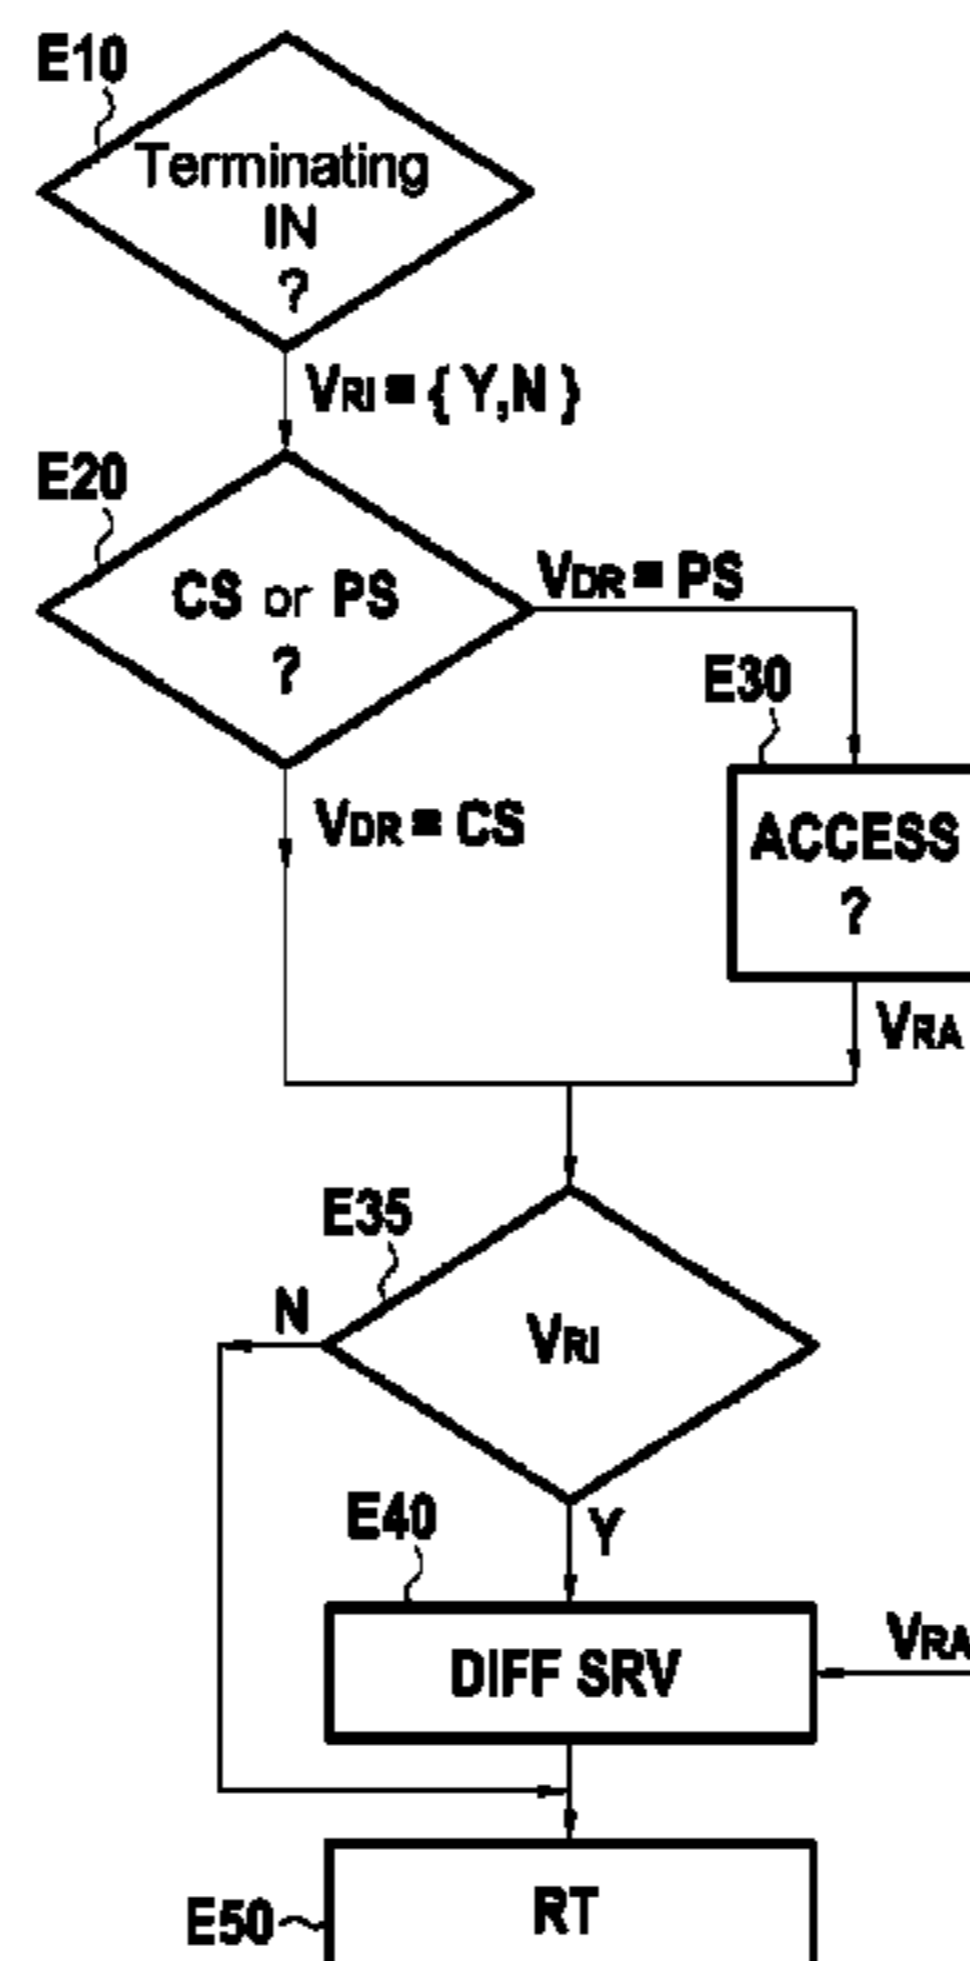 E10
Terminating
IN
?
VRI = { Y,N }
E20
CS or PS
?
VDR = PS
E30
VDR = CS
ACCESS
?
VRA
E35
N
VRI
E40
Y
DIFF SRV
VRA
E50
RT